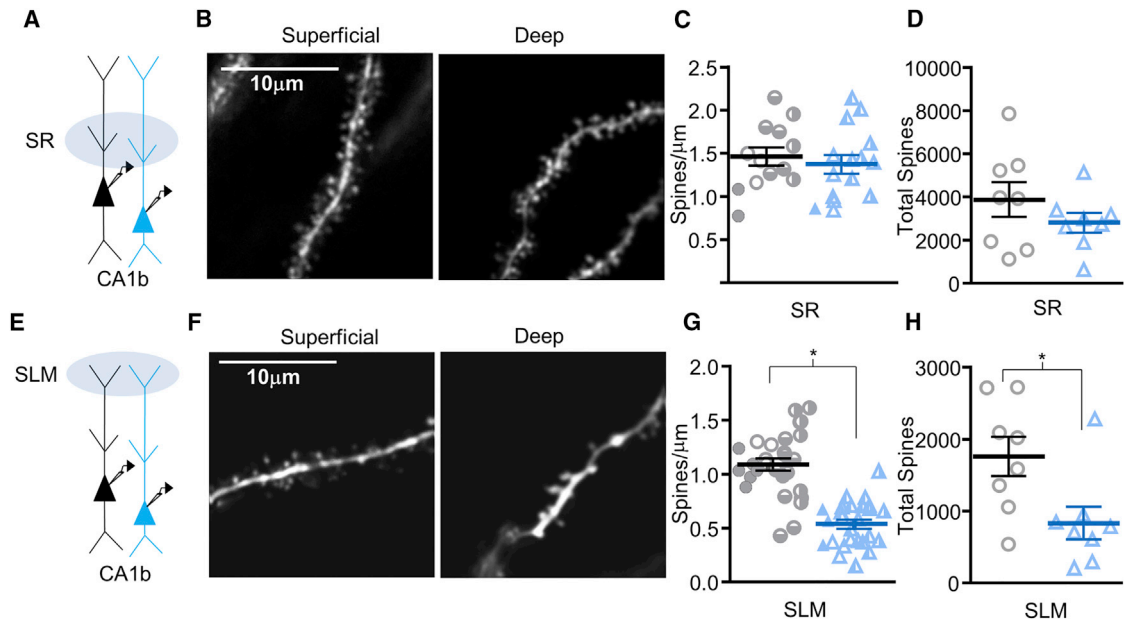 A
SR
CA1b
B
Superficial
Deep
10μm
C
Spines/μm
2.5
2.0
1.5
1.0
0.5
SR
D
Total Spines
10000
8000
6000
4000
2000
0
SR
E
SLM
CA1b
F
Superficial
Deep
10μm
G
Spines/μm
2.0
1.5
1.0
0.5
0.0
*
SLM
H
Total Spines
3000
2000
1000
0
*
SLM